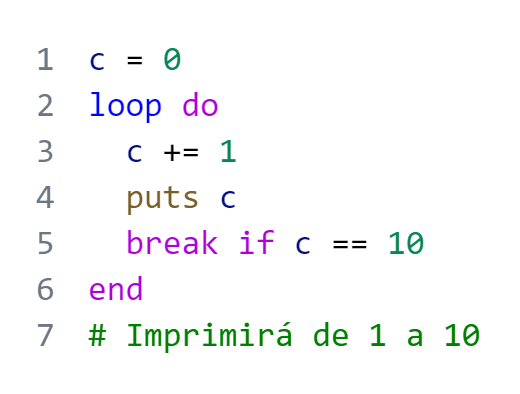 1 c = 0
2 loop do
3   c += 1
4   puts c
5   break if c == 10
6 end
7 # Imprimirá de 1 a 10